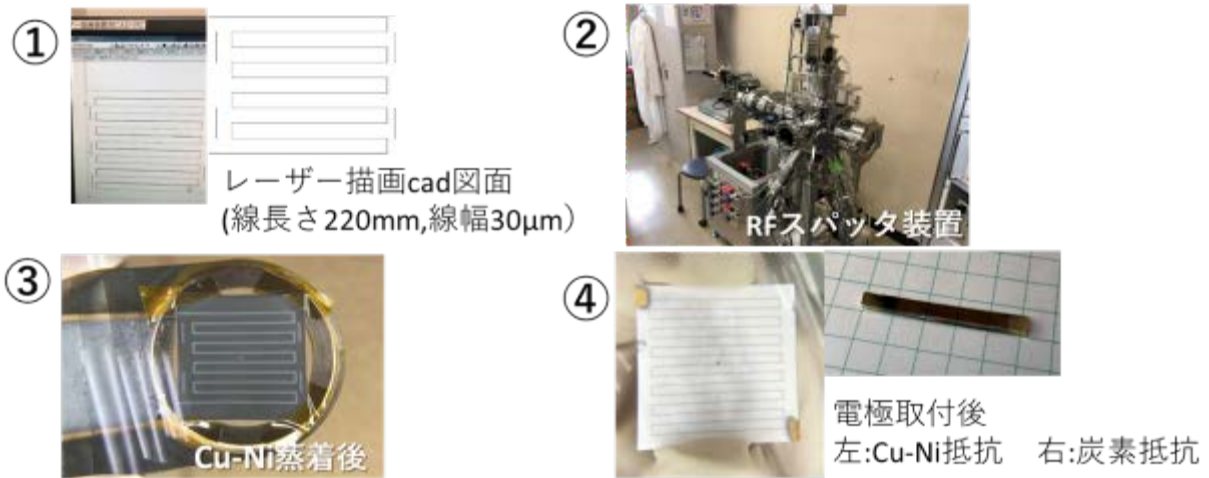 ①
レーザー描画cad図面
(線長さ220mm,線幅30μm）
②
RFスパッタ装置
③
Cu-Ni蒸着後
④
電極取付後
左:Cu-Ni抵抗 右:炭素抵抗